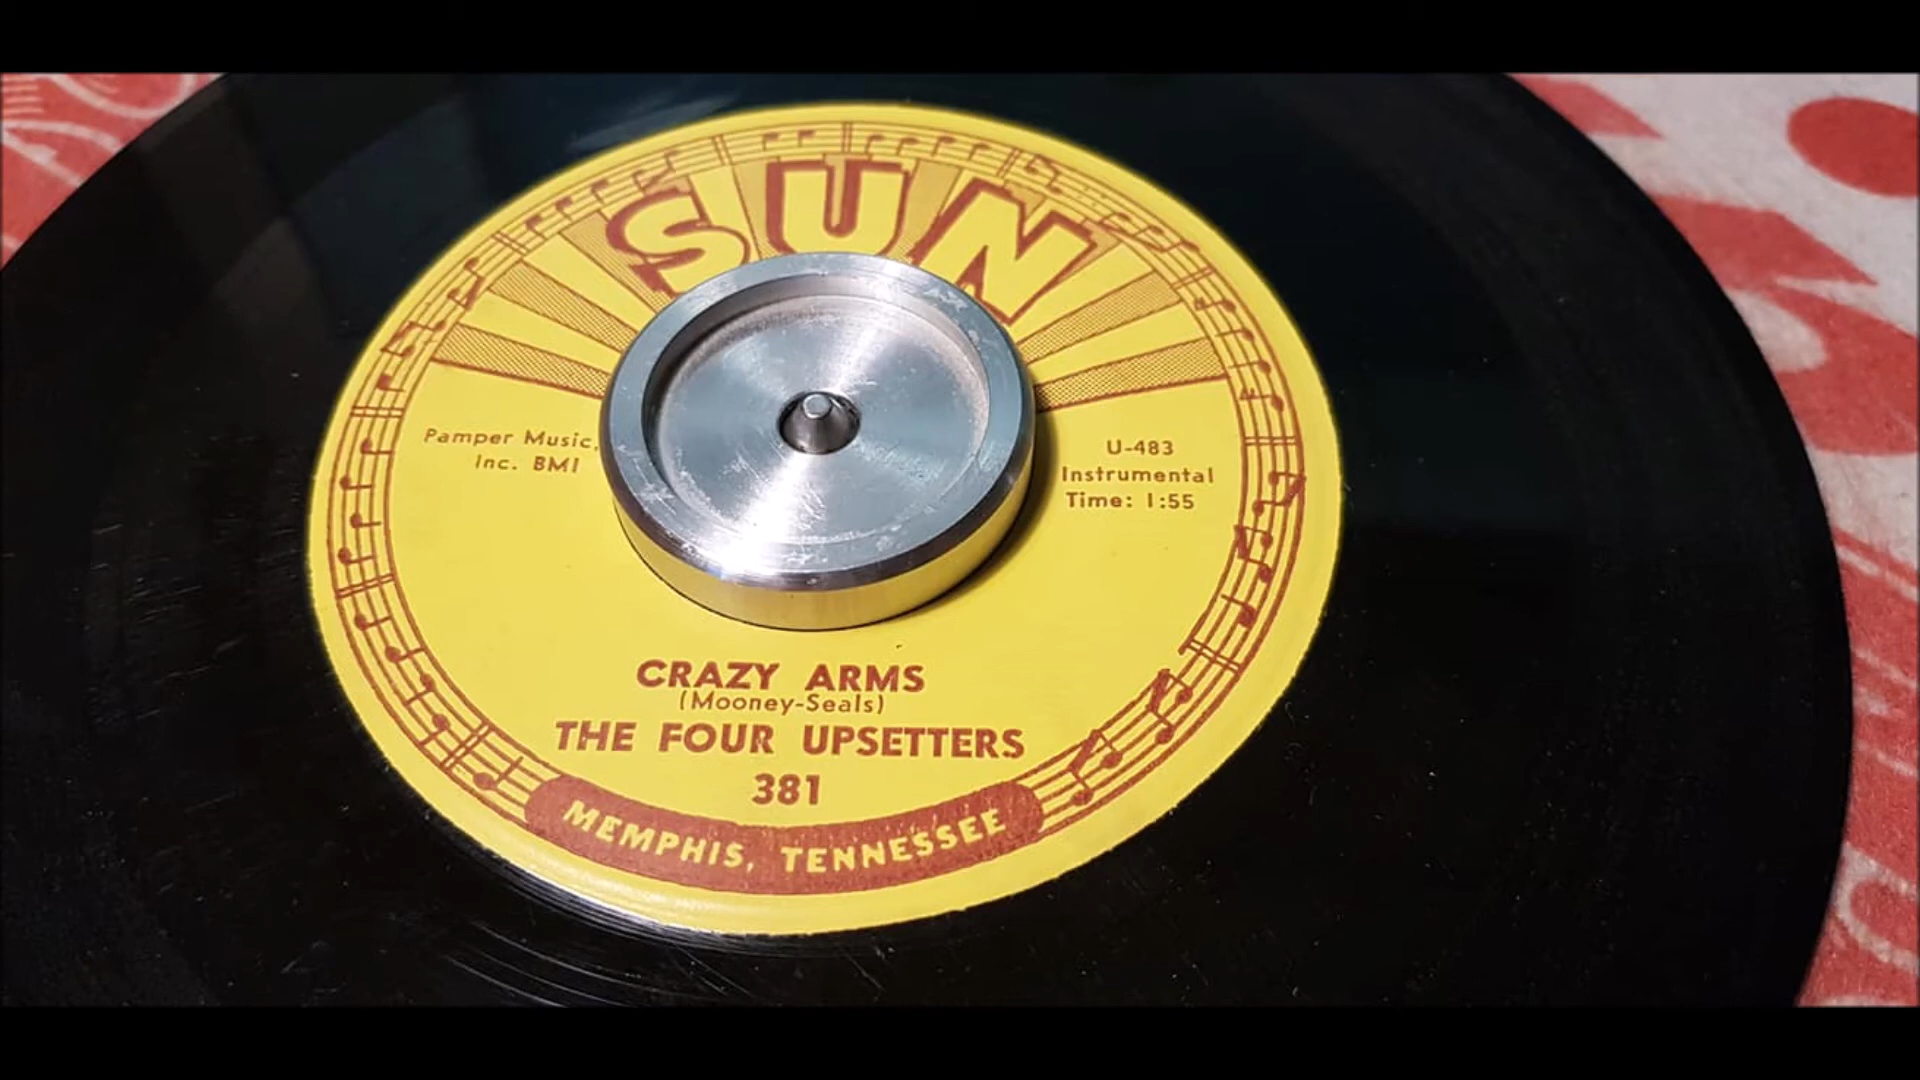 SUN
Pamper Music,
Inc. BMI
U-483
Instrumental
Time: 1:55
CRAZY ARMS
(Mooney-Seals)
THE FOUR UPSETTERS
381
MEMPHIS, TENNESSEE